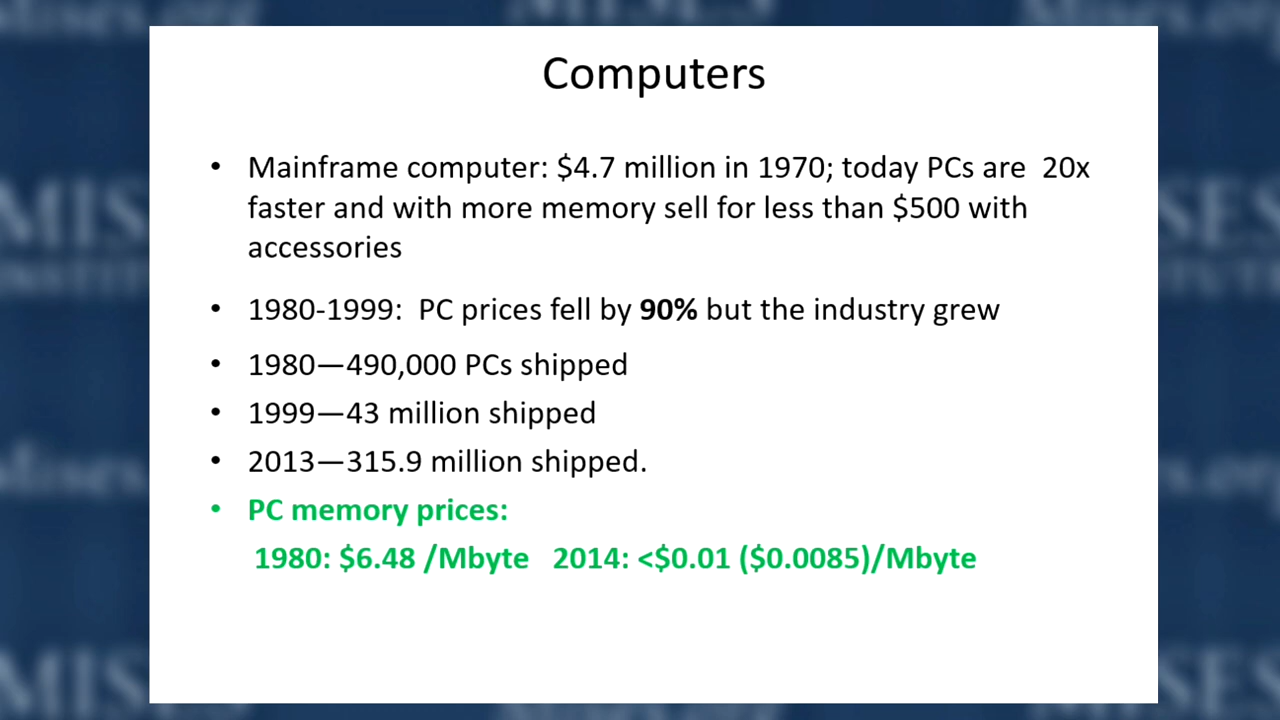 Computers
• Mainframe computer: $4.7 million in 1970; today PCs are  20x
faster and with more memory sell for less than $500 with
accessories
• 1980-1999:  PC prices fell by 90% but the industry grew
• 1980—490,000 PCs shipped
• 1999—43 million shipped
• 2013—315.9 million shipped.
• PC memory prices:
1980: $6.48 /Mbyte   2014: <$0.01 ($0.0085)/Mbyte